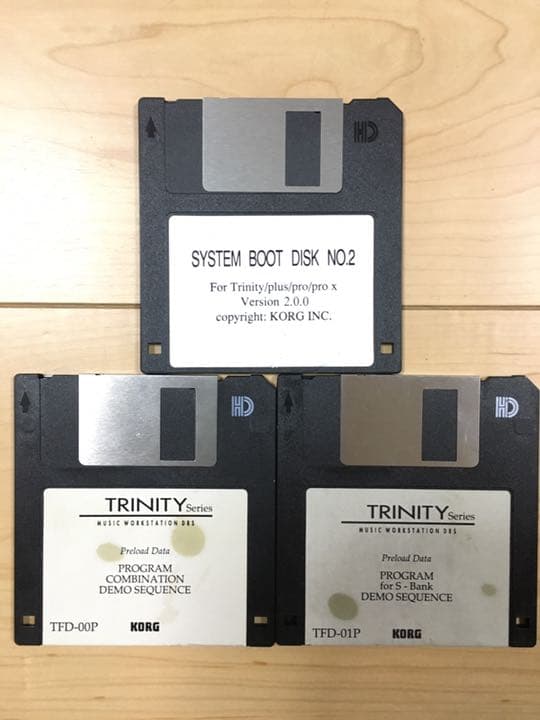 HD
SYSTEM BOOT DISK NO.2
For Trinity/plus/pro/pro x
Version 2.0.0
copyright: KORG INC.
HD
TRINITY Series
MUSIC WORKSTATION DRS
Preload Data
PROGRAM
COMBINATION
DEMO SEQUENCE
TFD-00P KORG
HD
TRINITY Series
MUSIC WORKSTATION DRS
Preload Data
PROGRAM
for S - Bank
DEMO SEQUENCE
TFD-01P KORG